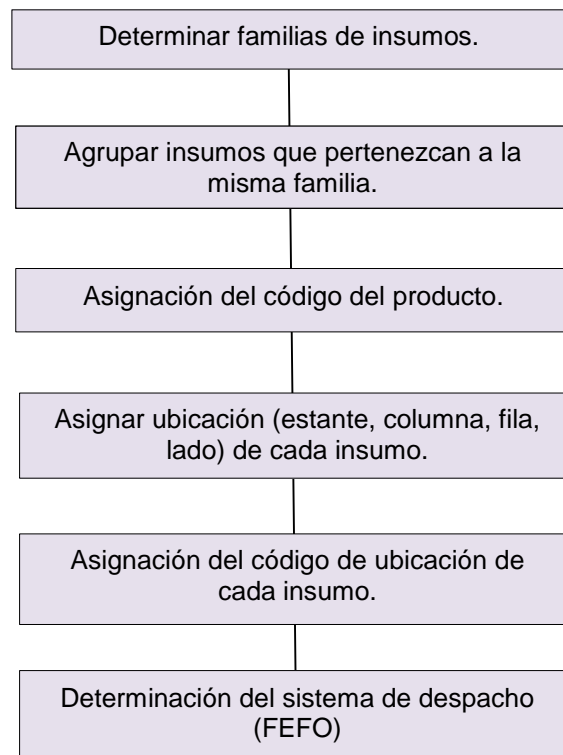 Determinar familias de insumos.
Agrupar insumos que pertenezcan a la
misma familia.
Asignación del código del producto.
Asignar ubicación (estante, columna, fila,
lado) de cada insumo.
Asignación del código de ubicación de
cada insumo.
Determinación del sistema de despacho
(FEFO)